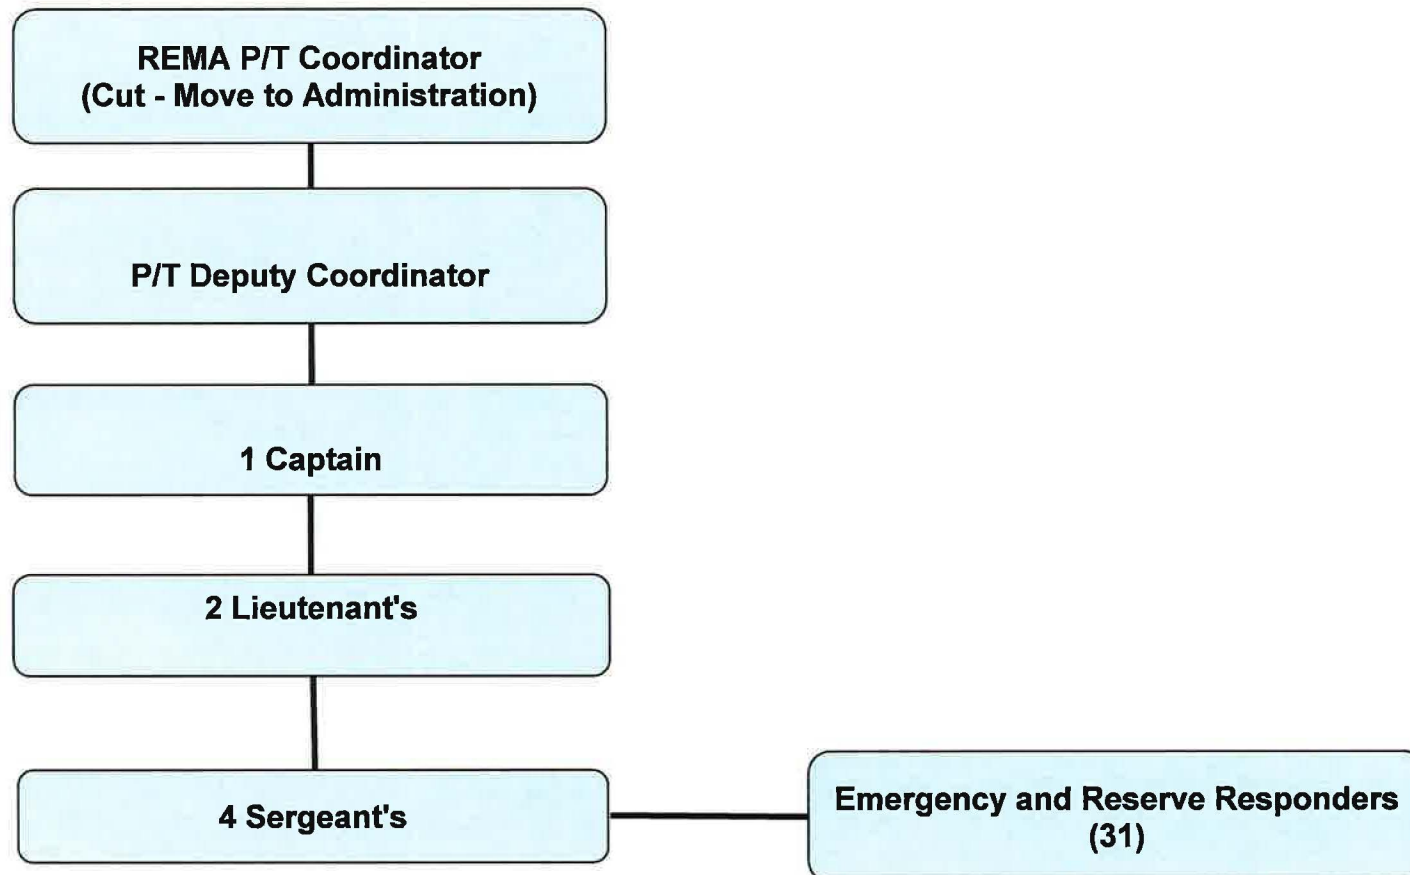 REMA P/T Coordinator
(Cut - Move to Administration)
P/T Deputy Coordinator
1 Captain
2 Lieutenant's
4 Sergeant's
Emergency and Reserve Responders
(31)